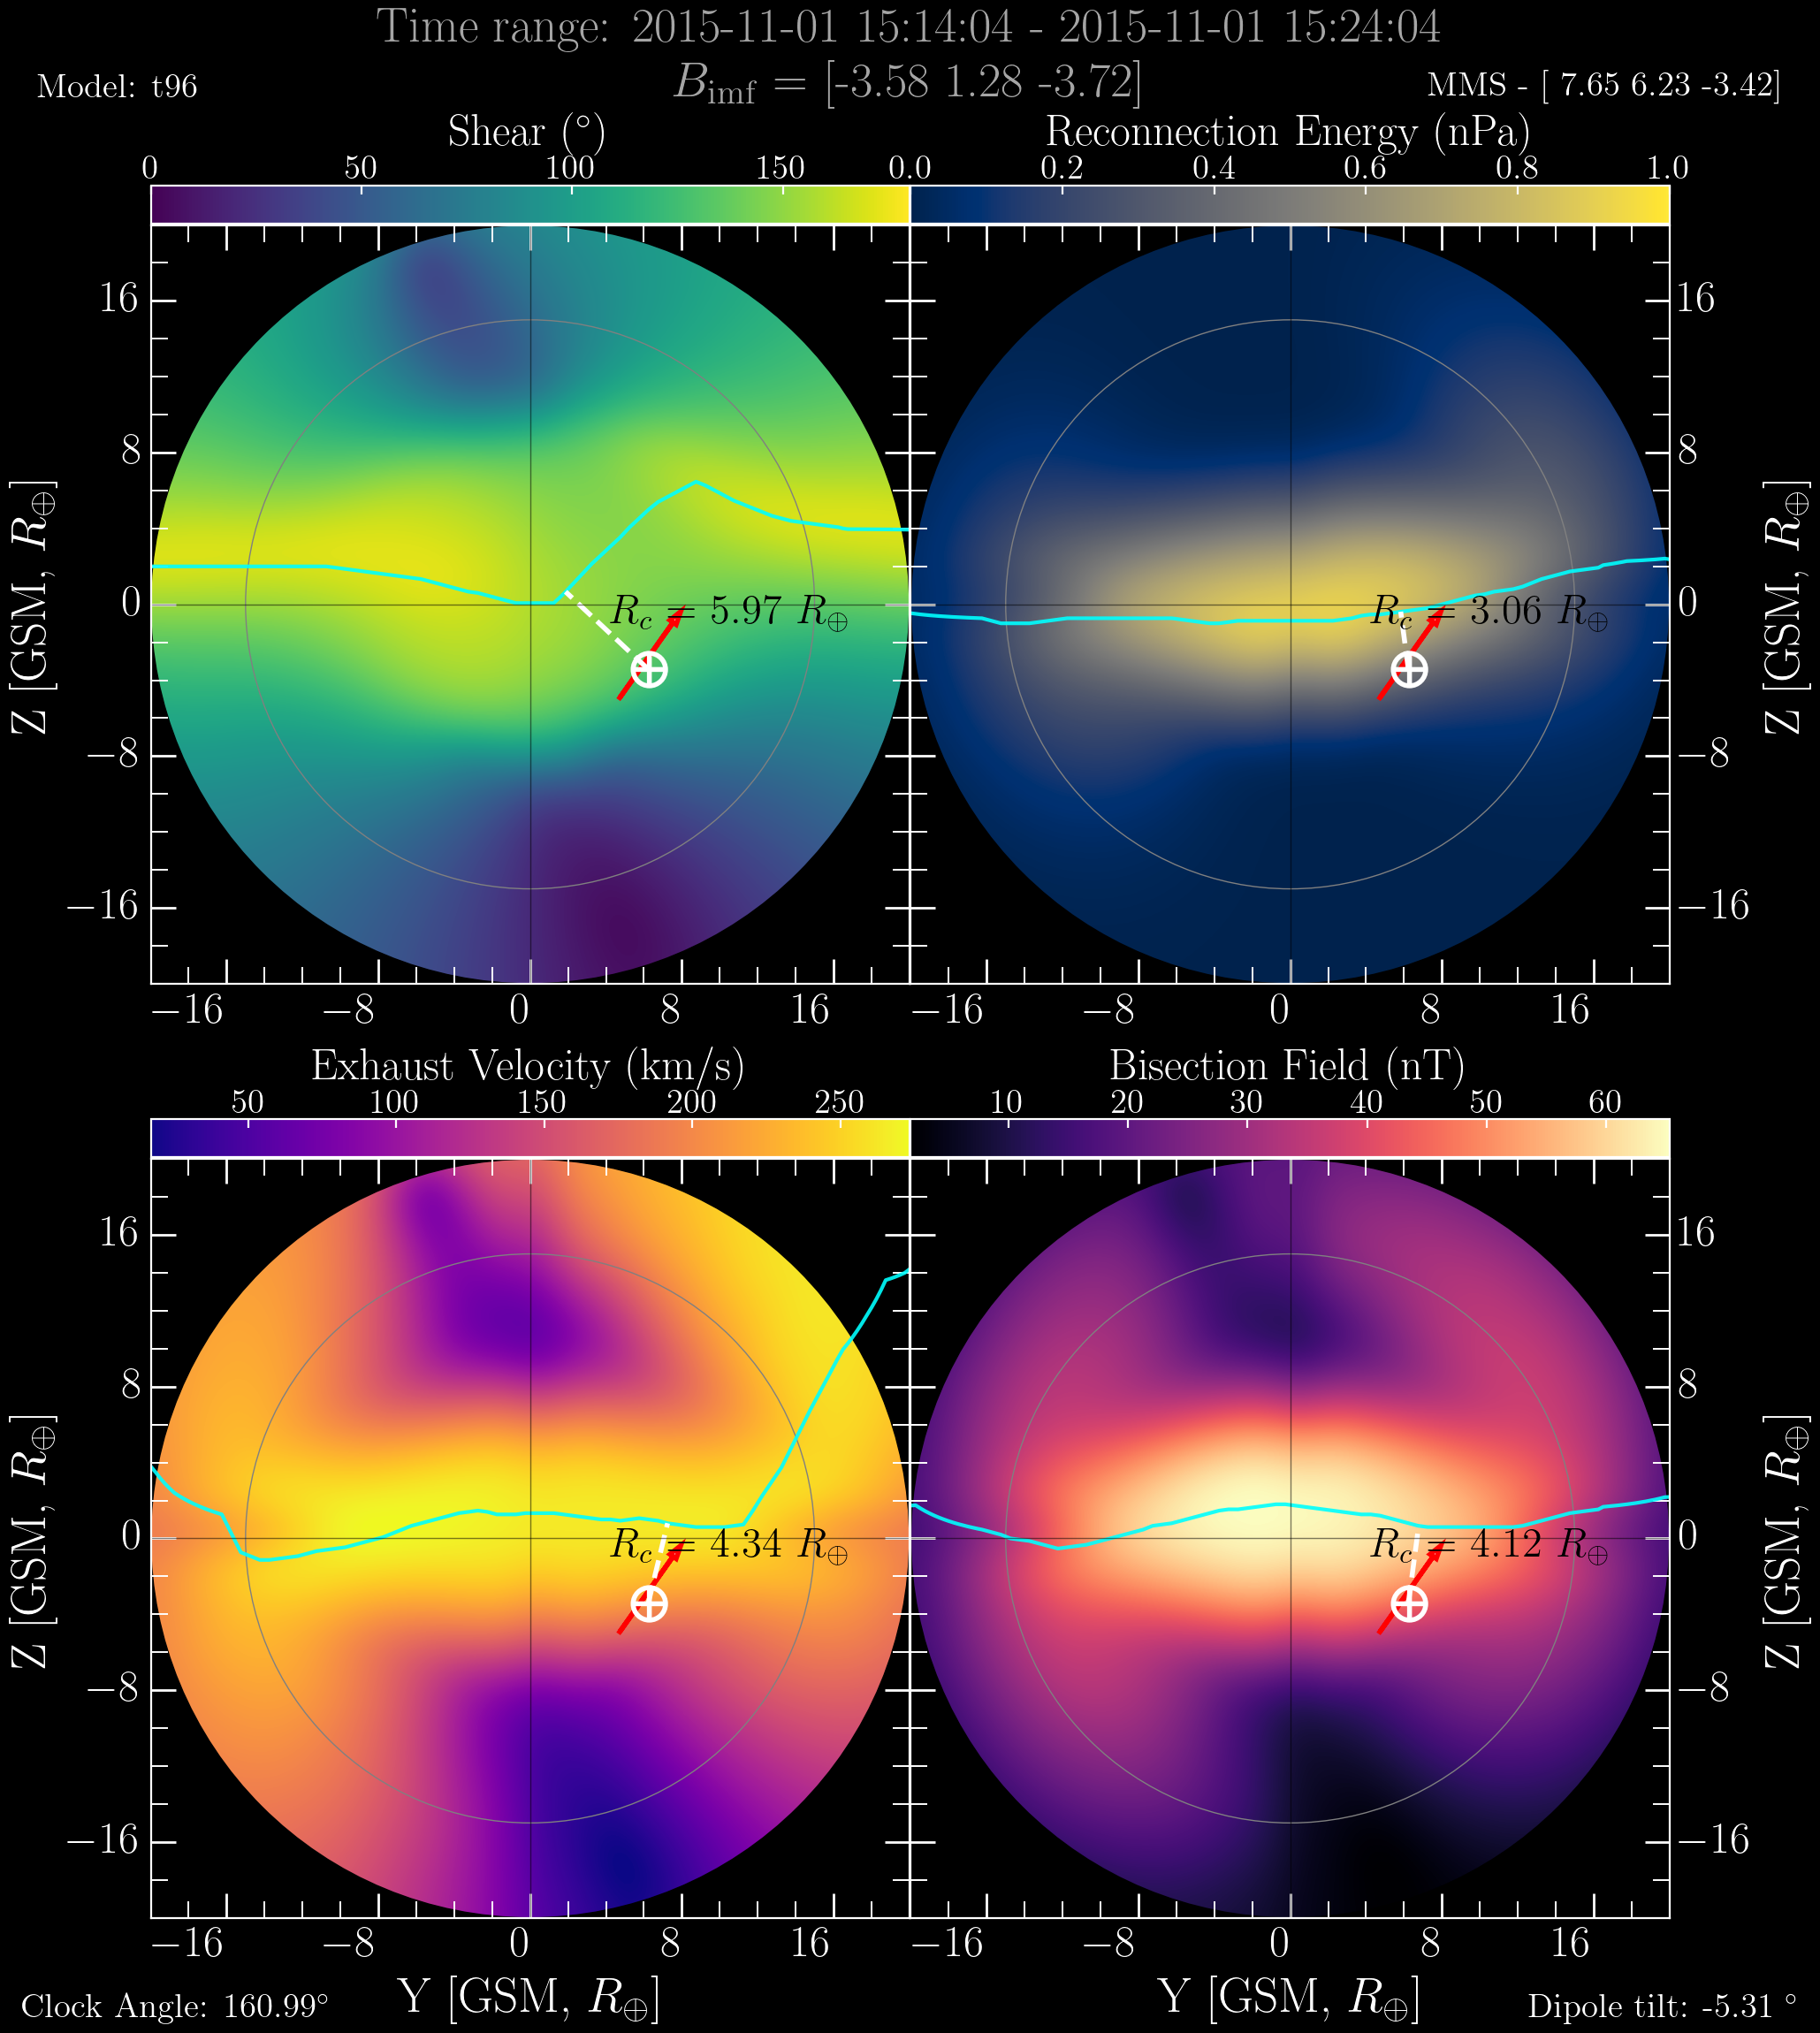 Time range: 2015-11-01 15:14:04 - 2015-11-01 15:24:04
Model: t96
B_imf = [-3.58 1.28 -3.72]
MMS - [ 7.65 6.23 -3.42]
Shear (°)
Reconnection Energy (nPa)
0 50 100 150
0.0 0.2 0.4 0.6 0.8 1.0
16
8
0
−8
−16
Z [GSM, R⊕]
R_c = 5.97 R⊕
−16 −8 0 8 16
R_c = 3.06 R⊕
16
8
0
−8
−16
Z [GSM, R⊕]
−16 −8 0 8 16
Exhaust Velocity (km/s)
Bisection Field (nT)
50 100 150 200 250
10 20 30 40 50 60
16
8
0
−8
−16
Z [GSM, R⊕]
R_c = 4.34 R⊕
−16 −8 0 8 16
Y [GSM, R⊕]
R_c = 4.12 R⊕
16
8
0
−8
−16
Z [GSM, R⊕]
−16 −8 0 8 16
Y [GSM, R⊕]
Clock Angle: 160.99°
Dipole tilt: -5.31 °